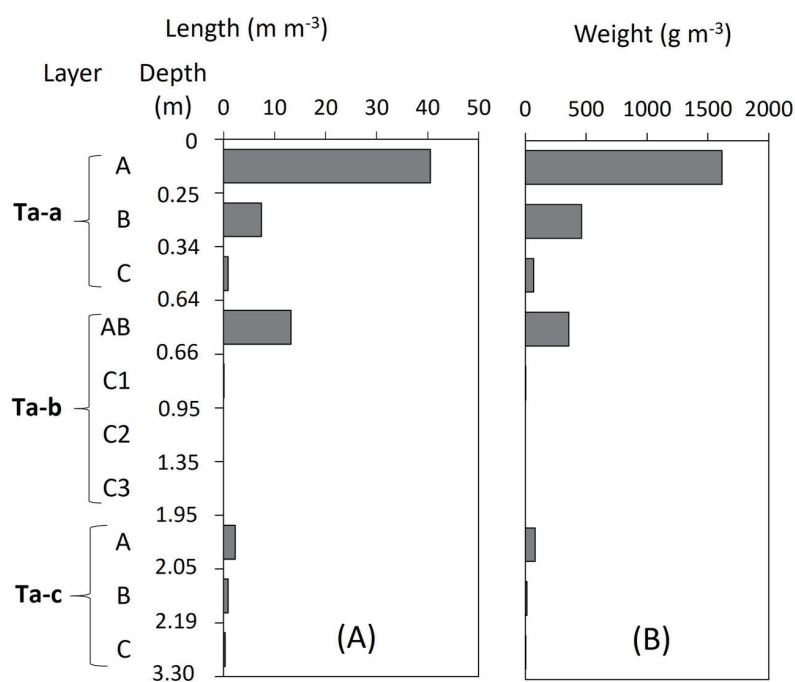 Length (m m⁻³)
Weight (g m⁻³)
Layer Depth (m)
0 10 20 30 40 50
0 500 1000 1500 2000
0
A
0.25
Ta-a B
0.34
C
0.64
AB
0.66
C1
Ta-b 0.95
C2
1.35
C3
1.95
A
2.05
Ta-c B
2.19
C
3.30
(A)
(B)